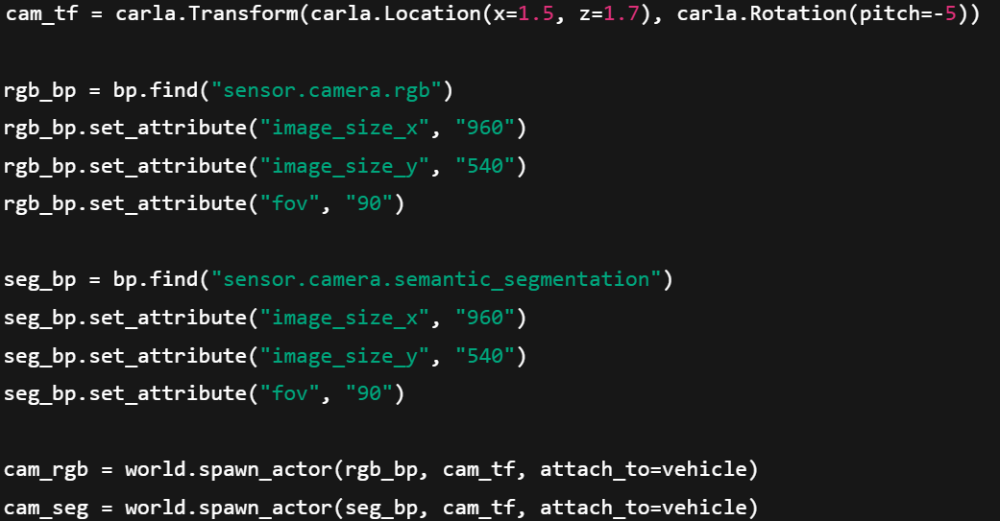 cam_tf = carla.Transform(carla.Location(x=1.5, z=1.7), carla.Rotation(pitch=-5))
rgb_bp = bp.find("sensor.camera.rgb")
rgb_bp.set_attribute("image_size_x", "960")
rgb_bp.set_attribute("image_size_y", "540")
rgb_bp.set_attribute("fov", "90")
seg_bp = bp.find("sensor.camera.semantic_segmentation")
seg_bp.set_attribute("image_size_x", "960")
seg_bp.set_attribute("image_size_y", "540")
seg_bp.set_attribute("fov", "90")
cam_rgb = world.spawn_actor(rgb_bp, cam_tf, attach_to=vehicle)
cam_seg = world.spawn_actor(seg_bp, cam_tf, attach_to=vehicle)